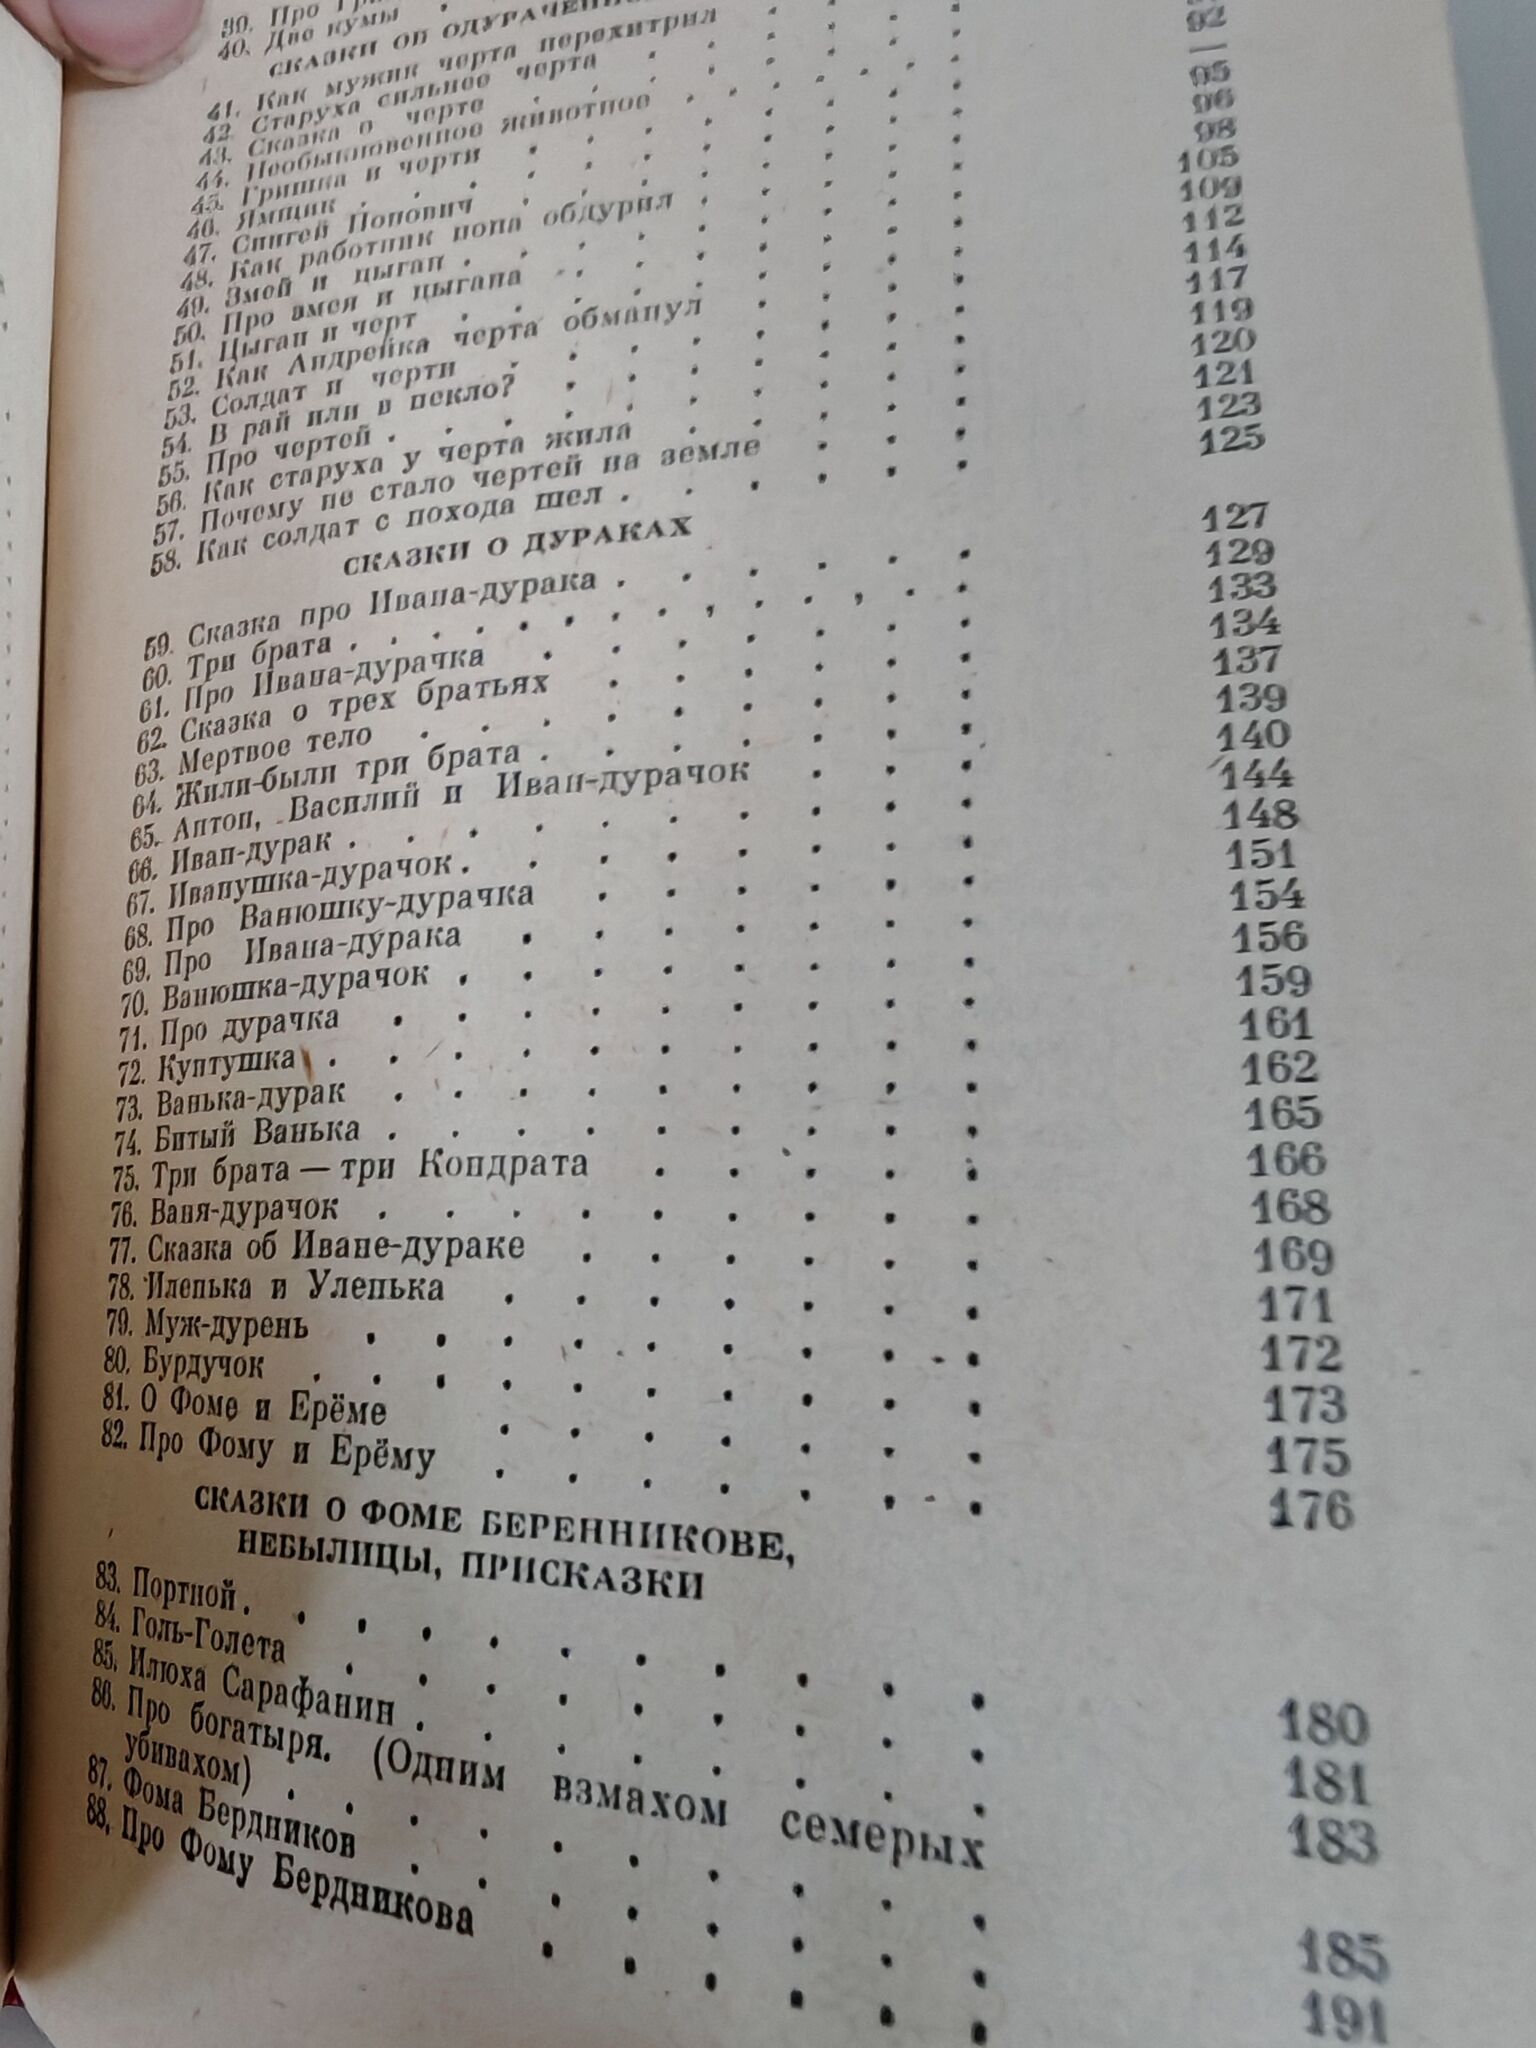 39. Про
40. Две кумы
СКАЗКИ ОБ ОДУРАЧЕННОМ
41. Как мужик черта перехитрил
42. Старуха сильнее черта
43. Сказка о черте
44. Необыкновенное животное 92
45. Гришка и черти —
46. Ямщик 95
47. Спигей Попович 96
48. Как работник попа обдурил 98
49. Змей и цыган 105
50. Про змея и цыгана 109
51. Цыган и черт 112
52. Как Андрейка черта обманул 114
53. Солдат и черти 117
54. В рай или в пекло? 119
55. Про чертей 120
56. Как старуха у черта жила 121
57. Почему не стало чертей на земле 123
58. Как солдат с похода шел 125
СКАЗКИ О ДУРАКАХ
59. Сказка про Ивана-дурака 127
60. Три брата 129
61. Про Ивана-дурачка 133
62. Сказка о трех братьях 134
63. Мертвое тело 137
64. Жили-были три брата 139
65. Антон, Василий и Иван-дурачок 140
66. Иван-дурак 144
67. Иванушка-дурачок 148
68. Про Ванюшку-дурачка 151
69. Про Ивана-дурака 154
70. Ванюшка-дурачок 156
71. Про дурачка 159
72. Куптушка 161
73. Ванька-дурак 162
74. Битый Ванька 165
75. Три брата — три Кондрата 166
76. Ваня-дурачок 168
77. Сказка об Иване-дураке 169
78. Иленька и Уленька 171
79. Муж-дурень 172
80. Бурдучок 173
81. О Фоме и Ерёме 175
82. Про Фому и Ерёму 176
СКАЗКИ О ФОМЕ БЕРЕННИКОВЕ,
НЕБЫЛИЦЫ, ПРИСКАЗКИ
83. Портной 180
84. Голь-Голета 181
85. Илюха Сарафанин 183
86. Про богатыря. (Одним взмахом семерых
убивахом) 185
87. Фома Бердников 191
88. Про Фому Бердникова